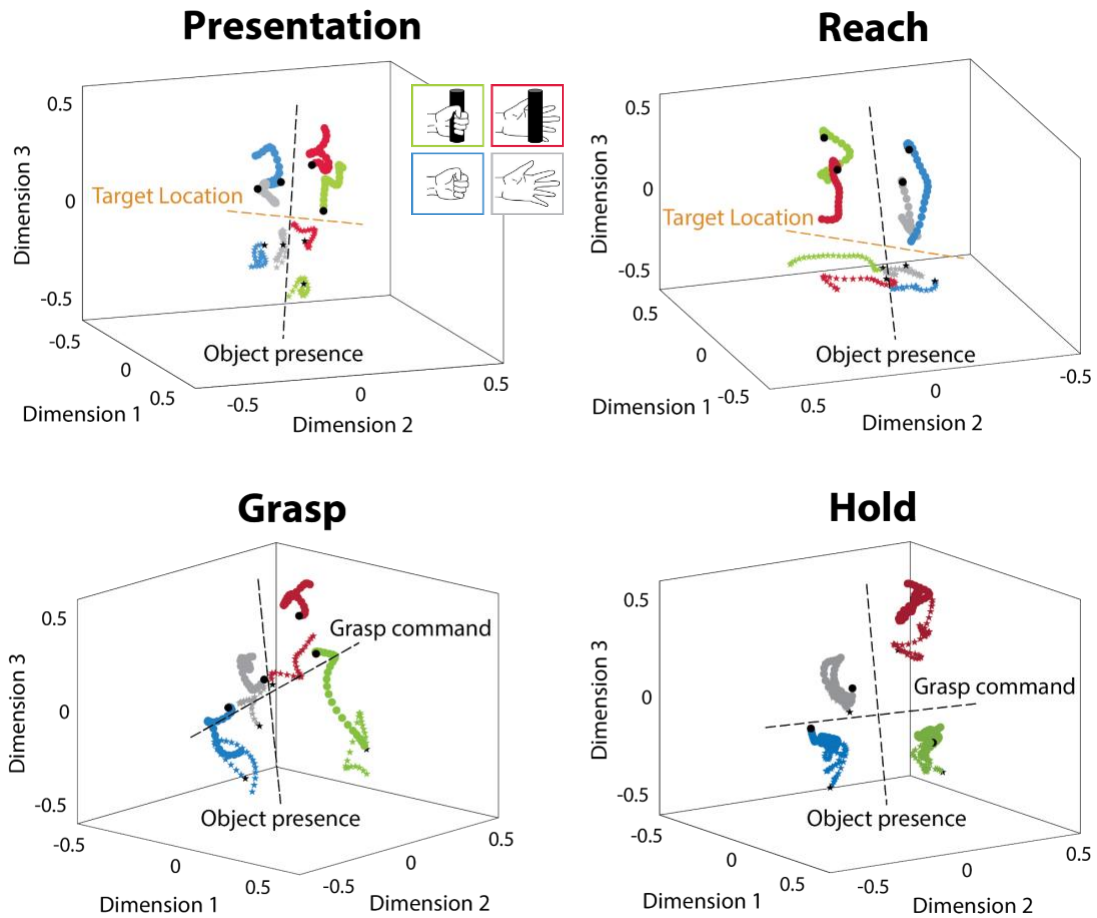 Presentation
0.5
0
-0.5
Dimension 3
Target Location
Object presence
-0.5
0
0.5
Dimension 1
-0.5
0
0.5
Dimension 2
Reach
0.5
0
-0.5
Dimension 3
Target Location
Object presence
0.5
0
-0.5
Dimension 1
0.5
0
-0.5
Dimension 2
Grasp
0.5
0
-0.5
Dimension 3
Grasp command
Object presence
-0.5
0
0.5
Dimension 1
-0.5
0
0.5
Dimension 2
Hold
0.5
0
-0.5
Dimension 3
Grasp command
Object presence
-0.5
0
0.5
Dimension 1
-0.5
0
0.5
Dimension 2